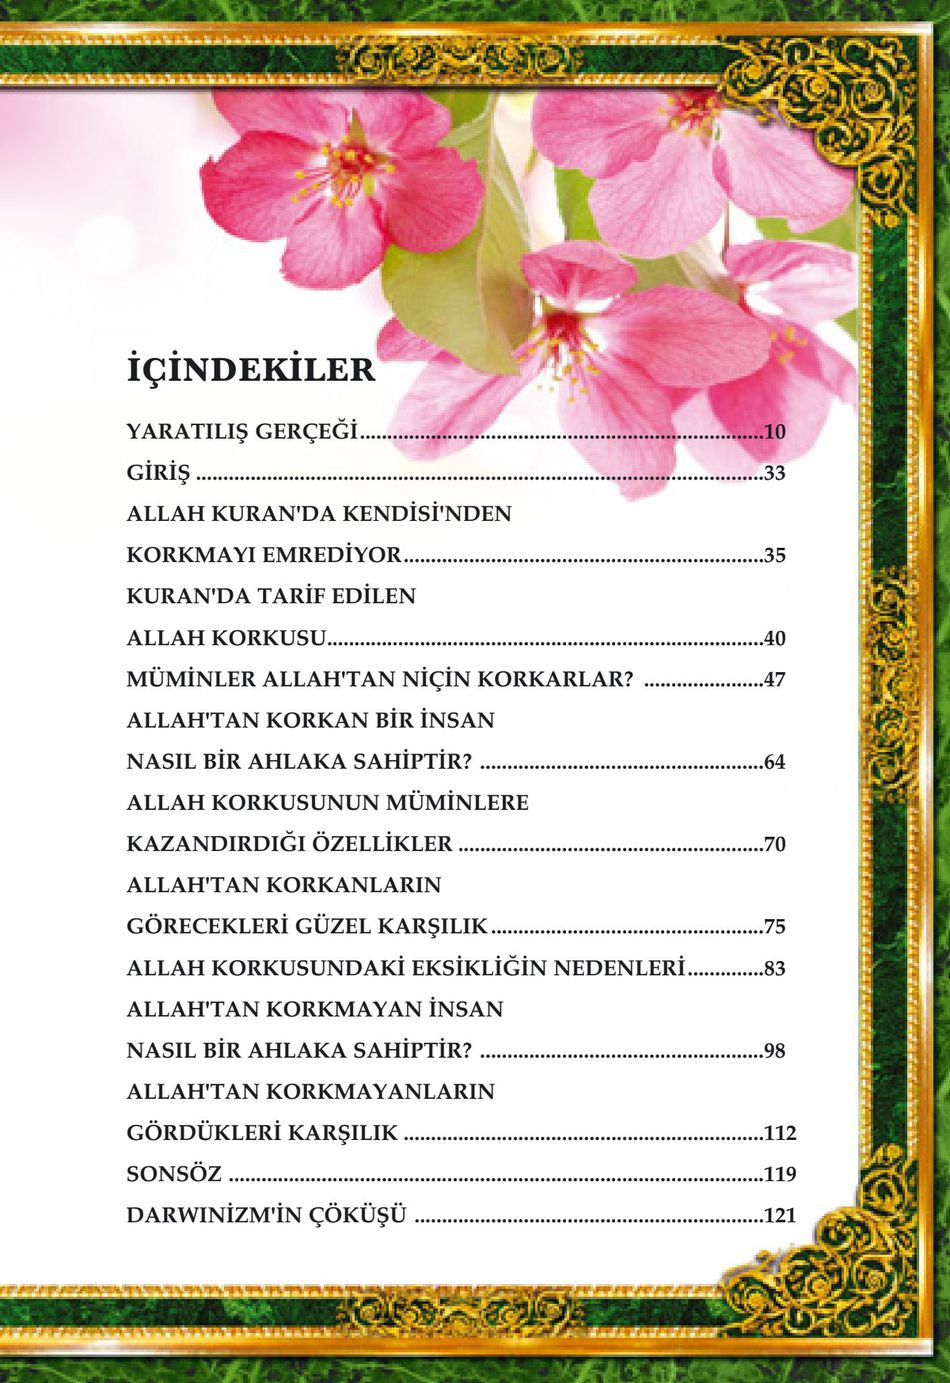 İÇİNDEKİLER
YARATILIŞ GERÇEĞİ...........................................................................10
GİRİŞ ........................................................................................................33
ALLAH KURAN'DA KENDİSİ'NDEN
KORKMAYI EMREDİYOR..................................................................35
KURAN'DA TARİF EDİLEN
ALLAH KORKUSU................................................................................40
MÜMİNLER ALLAH'TAN NİÇİN KORKARLAR? ......................47
ALLAH'TAN KORKAN BİR İNSAN
NASIL BİR AHLAKA SAHİPTİR? ....................................................64
ALLAH KORKUSUNUN MÜMİNLERE
KAZANDIRDIĞI ÖZELLİKLER ........................................................70
ALLAH'TAN KORKANLARIN
GÖRECEKLERİ GÜZEL KARŞILIK..................................................75
ALLAH KORKUSUNDAKİ EKSİKLİĞİN NEDENLERİ..............83
ALLAH'TAN KORKMAYAN İNSAN
NASIL BİR AHLAKA SAHİPTİR? ....................................................98
ALLAH'TAN KORKMAYANLARIN
GÖRDÜKLERİ KARŞILIK ..................................................................112
SONSÖZ ..................................................................................................119
DARWINİZM'İN ÇÖKÜŞÜ ................................................................121